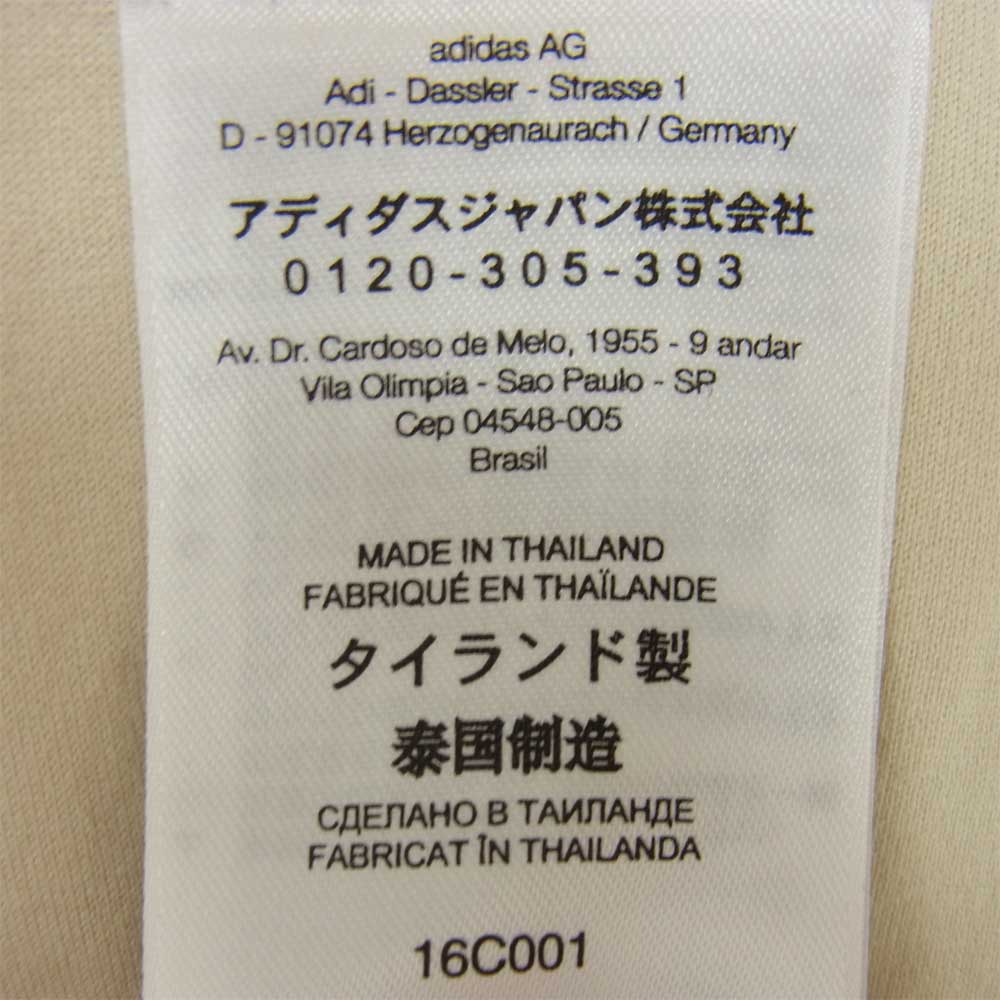 adidas AG
Adi - Dassler - Strasse 1
D - 91074 Herzogenaurach / Germany
アディダスジャパン株式会社
0120-305-393
Av. Dr. Cardoso de Melo, 1955 - 9 andar
Vila Olimpia - Sao Paulo - SP
Cep 04548-005
Brasil
MADE IN THAILAND
FABRIQUÉ EN THAÏLANDE
タイランド製
泰国制造
СДЕЛАНО В ТАИЛАНДЕ
FABRICAT ÎN THAILANDA
16C001